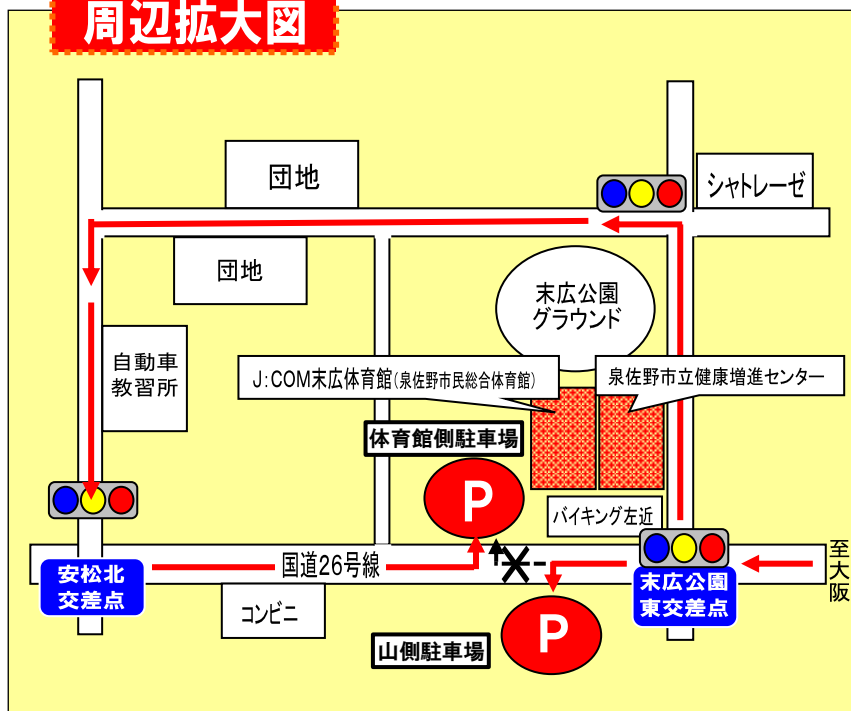 周辺拡大図
団地
シャトレーゼ
団地
末広公園
グラウンド
自動車
教習所
J:COM末広体育館(泉佐野市民総合体育館)
泉佐野市立健康増進センター
体育館側駐車場
P
バイキング左近
国道26号線
至大阪
安松北
交差点
末広公園
東交差点
コンビニ
P
山側駐車場